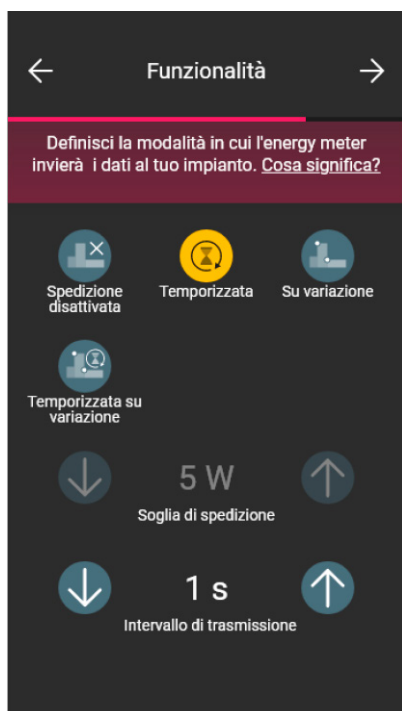 Funzionalità
Definisci la modalità in cui l'energy meter
invierà i dati al tuo impianto. Cosa significa?
Spedizione
disattivata
Temporizzata
Su variazione
Temporizzata su
variazione
5 W
Soglia di spedizione
1 s
Intervallo di trasmissione